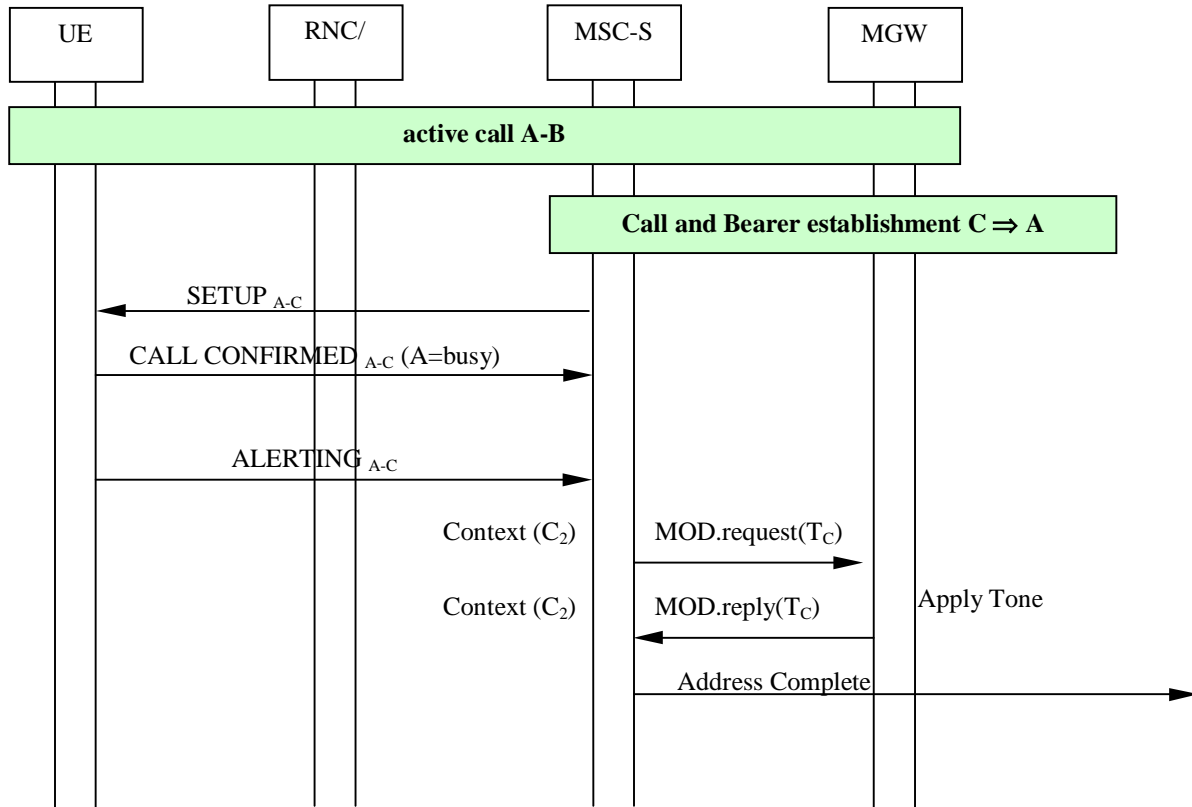 UE
RNC/
MSC-S
MGW
active call A-B
Call and Bearer establishment C ⇒ A
SETUP A-C
CALL CONFIRMED A-C (A=busy)
ALERTING A-C
Context (C2) MOD.request(TC)
Context (C2) MOD.reply(TC) Apply Tone
Address Complete